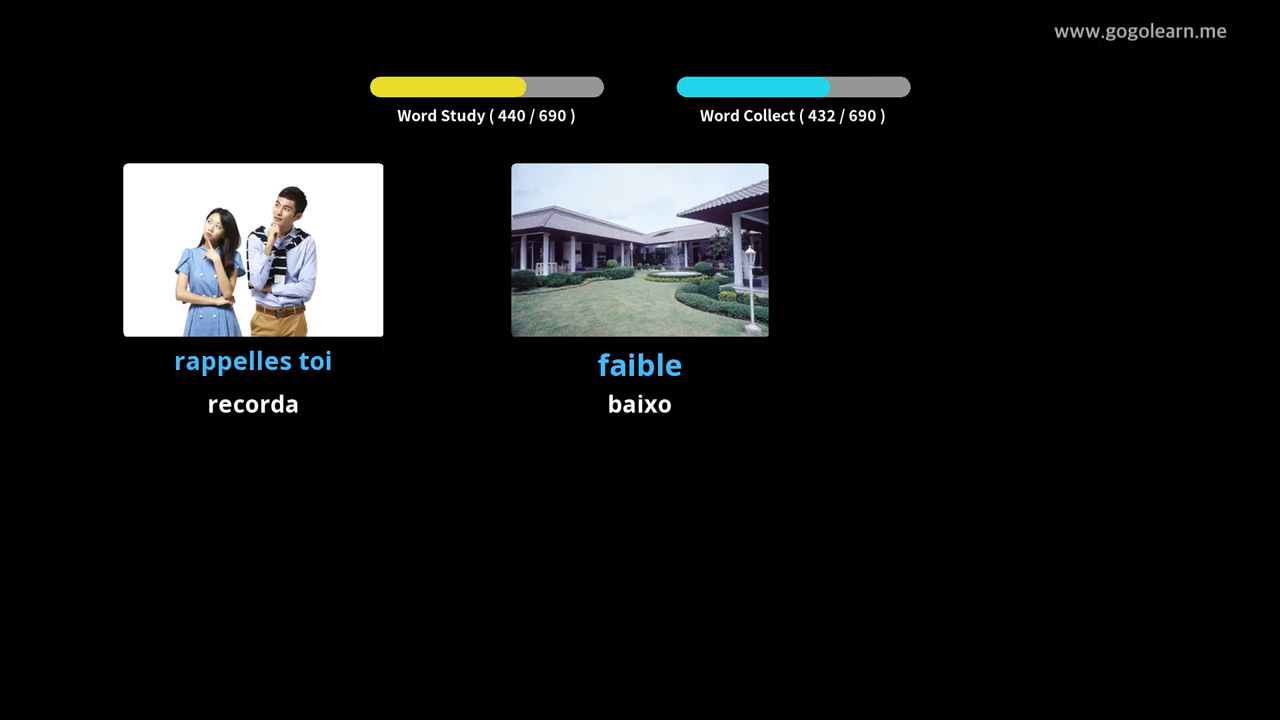 www.gogolearn.me
Word Study ( 440 / 690 )
Word Collect ( 432 / 690 )
rappelles toi
recorda
faible
baixo